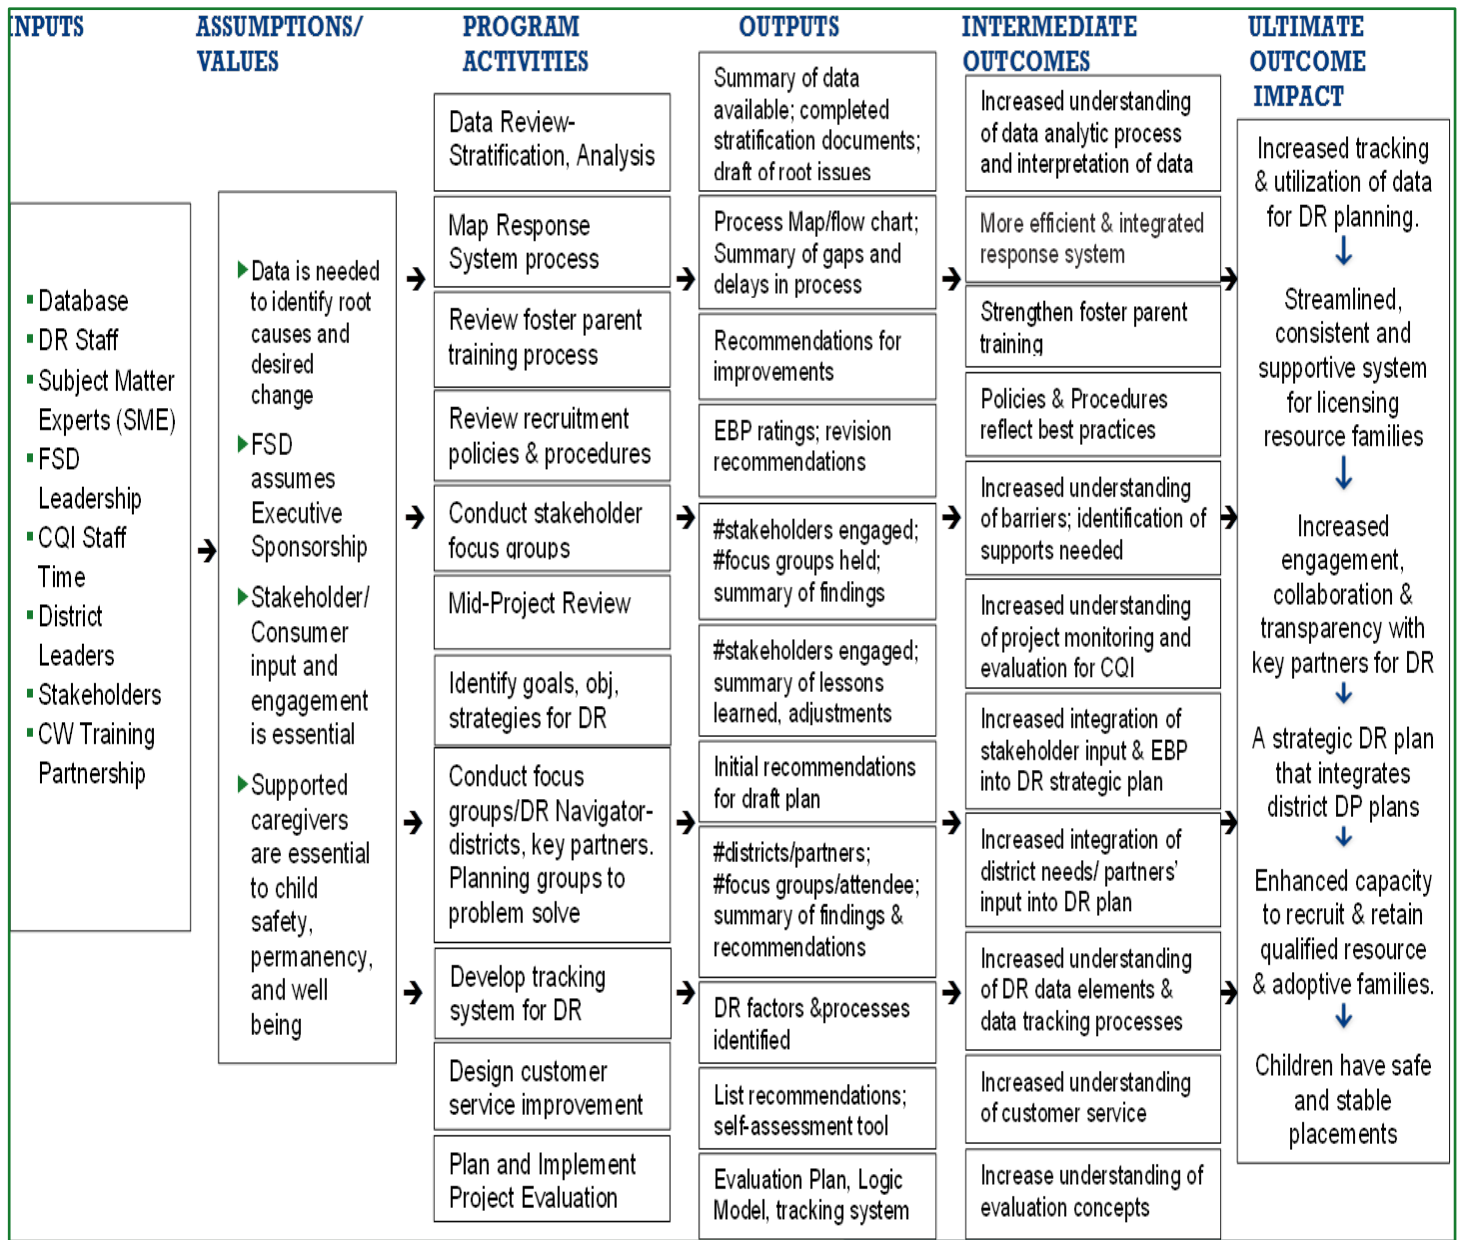 INPUTS
ASSUMPTIONS/
VALUES
PROGRAM
ACTIVITIES
OUTPUTS
INTERMEDIATE
OUTCOMES
ULTIMATE
OUTCOME
IMPACT
Database
DR Staff
Subject Matter
Experts (SME)
FSD
Leadership
CQI Staff
Time
District
Leaders
Stakeholders
CW Training
Partnership
Data is needed
to identify root
causes and
desired
change
FSD
assumes
Executive
Sponsorship
Stakeholder/
Consumer
input and
engagement
is essential
Supported
caregivers
are essential
to child
safety,
permanency,
and well
being
Data Review-
Stratification, Analysis
Map Response
System process
Review foster parent
training process
Review recruitment
policies & procedures
Conduct stakeholder
focus groups
Mid-Project Review
Identify goals, obj,
strategies for DR
Conduct focus
groups/DR Navigator-
districts, key partners.
Planning groups to
problem solve
Develop tracking
system for DR
Design customer
service improvement
Plan and Implement
Project Evaluation
Summary of data
available; completed
stratification documents;
draft of root issues
Process Map/flow chart;
Summary of gaps and
delays in process
Recommendations for
improvements
EBP ratings; revision
recommendations
#stakeholders engaged;
#focus groups held;
summary of findings
#stakeholders engaged;
summary of lessons
learned, adjustments
Initial recommendations
for draft plan
#districts/partners;
#focus groups/attendee;
summary of findings &
recommendations
DR factors &processes
identified
List recommendations;
self-assessment tool
Evaluation Plan, Logic
Model, tracking system
Increased understanding
of data analytic process
and interpretation of data
More efficient & integrated
response system
Strengthen foster parent
training
Policies & Procedures
reflect best practices
Increased understanding
of barriers; identification of
supports needed
Increased understanding
of project monitoring and
evaluation for CQI
Increased integration of
stakeholder input & EBP
into DR strategic plan
Increased integration of
district needs/ partners'
input into DR plan
Increased understanding
of DR data elements &
data tracking processes
Increased understanding
of customer service
Increase understanding of
evaluation concepts
Increased tracking
& utilization of data
for DR planning.
Streamlined,
consistent and
supportive system
for licensing
resource families
Increased
engagement,
collaboration &
transparency with
key partners for DR
A strategic DR plan
that integrates
district DP plans
Enhanced capacity
to recruit & retain
qualified resource
& adoptive families.
Children have safe
and stable
placements